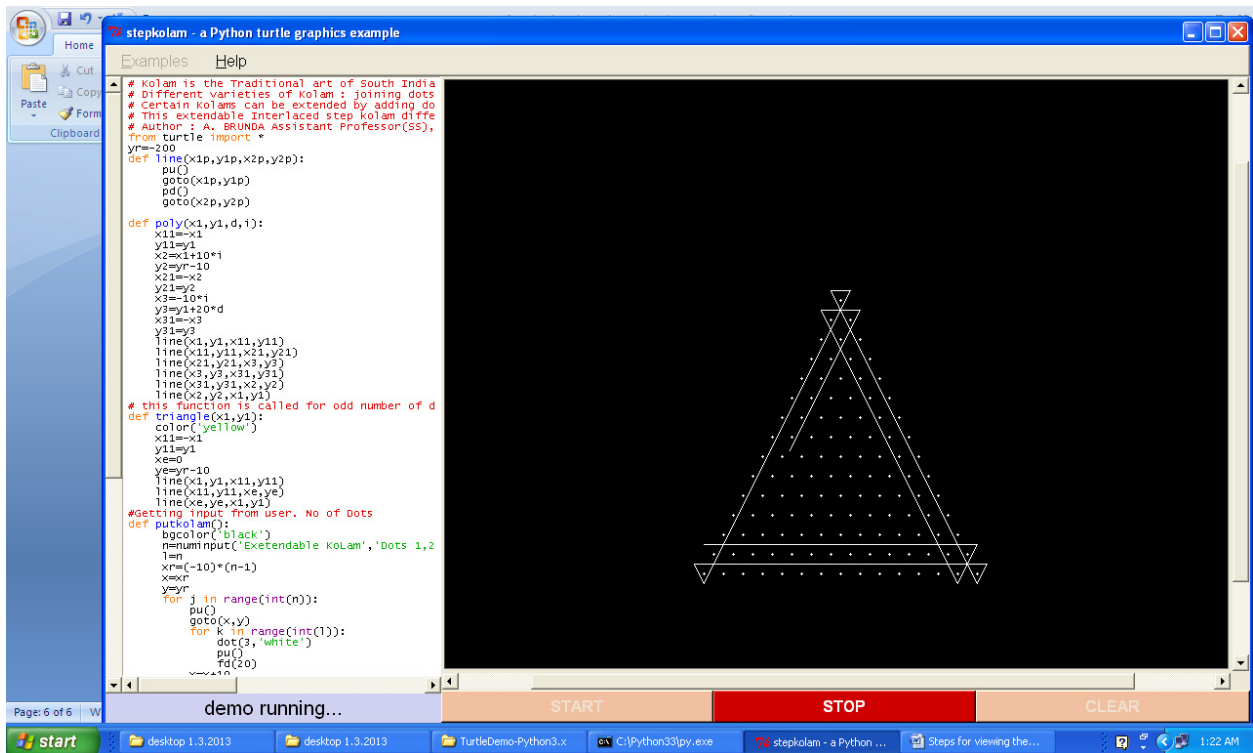 stepkolam - a Python turtle graphics example
Home
Examples Help
Cut
Copy
Paste
Form
Clipboard
# Kolam is the Traditional art of South India
# Different varieties of Kolam : joining dots
# Certain Kolams can be extended by adding do
# This extendable Interlaced step kolam diffe
# Author : A. BRUNDA Assistant Professor(SS),
from turtle import *
yr=-200
def line(x1p,y1p,x2p,y2p):
pu()
goto(x1p,y1p)
pd()
goto(x2p,y2p)
def poly(x1,y1,d,i):
x11=-x1
y11=y1
x2=x1+10*i
y2=yr-10
x21=-x2
y21=y2
x3=-10*i
y3=y1+20*d
x31=-x3
y31=y3
line(x1,y1,x11,y11)
line(x11,y11,x21,y21)
line(x21,y21,x3,y3)
line(x3,y3,x31,y31)
line(x31,y31,x2,y2)
line(x2,y2,x1,y1)
# this function is called for odd number of d
def triangle(x1,y1):
color('yellow')
x11=-x1
y11=y1
xe=0
ye=yr-10
line(x1,y1,x11,y11)
line(x11,y11,xe,ye)
line(xe,ye,x1,y1)
#Getting input from user. No of Dots
def putkolam():
bgcolor('black')
n=numinput('Exetendable KoLam','Dots 1,2
l=n
xr=(-10)*(n-1)
x=xr
y=yr
for j in range(int(n)):
pu()
goto(x,y)
for k in range(int(l)):
dot(3,'white')
pu()
fd(20)
x=x+10
Page: 6 of 6 W
demo running...
START
STOP
CLEAR
start
desktop 1.3.2013
desktop 1.3.2013
TurtleDemo-Python3.x
C:\Python33\py.exe
stepkolam - a Python ...
Steps for viewing the...
1:22 AM